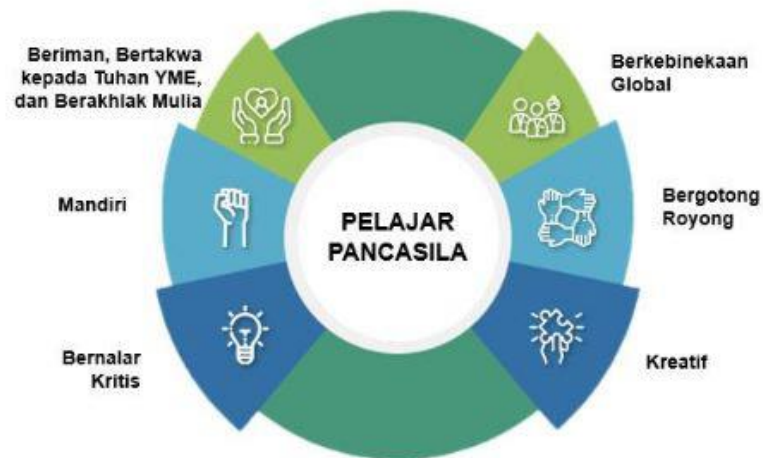 Beriman, Bertakwa
kepada Tuhan YME,
dan Berakhlak Mulia
Berkebinekaan
Global
Mandiri
PELAJAR
PANCASILA
Bergotong
Royong
Bernalar
Kritis
Kreatif